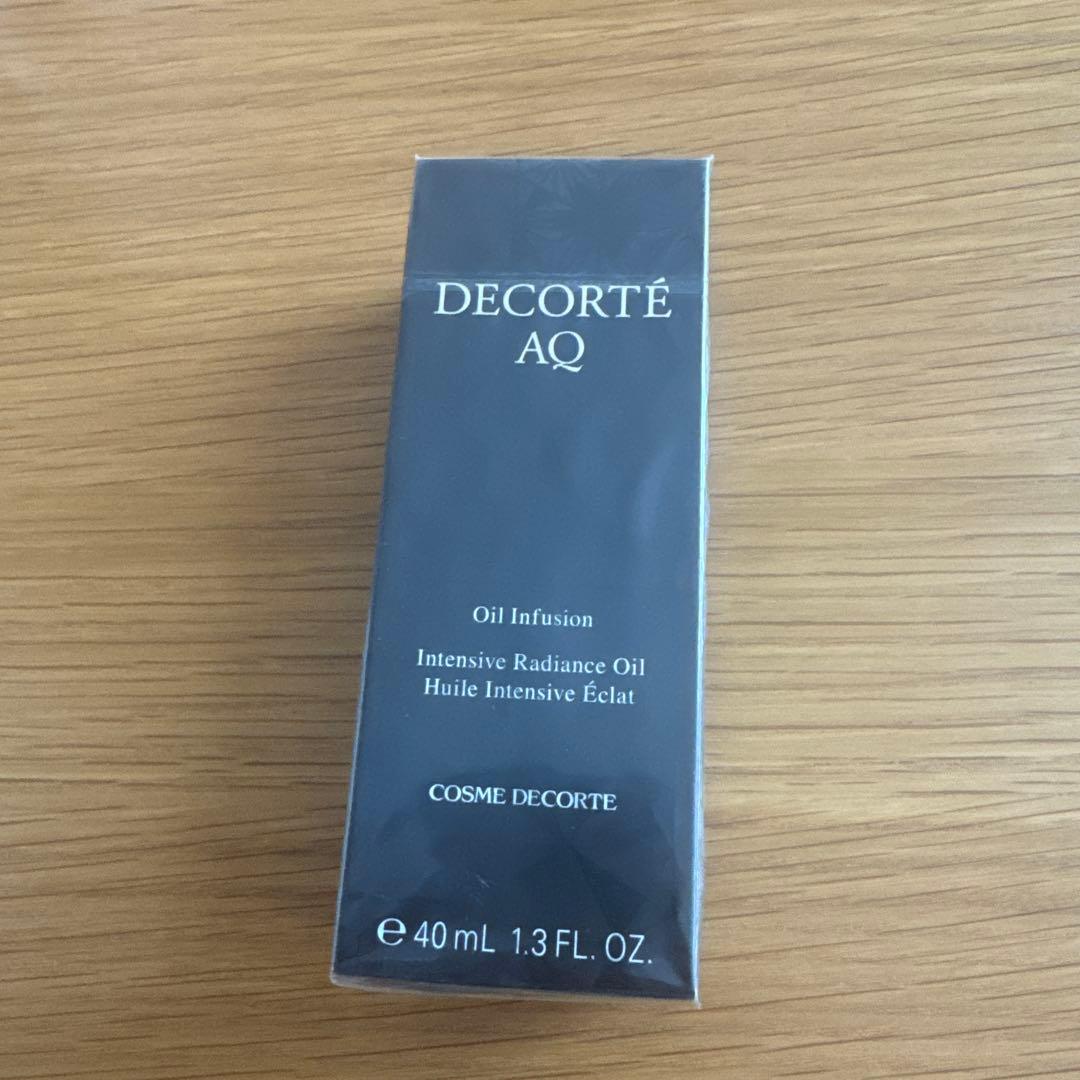 DECORTÉ
AQ
Oil Infusion
Intensive Radiance Oil
Huile Intensive Éclat
COSME DECORTE
℮ 40 mL 1.3 FL. OZ.